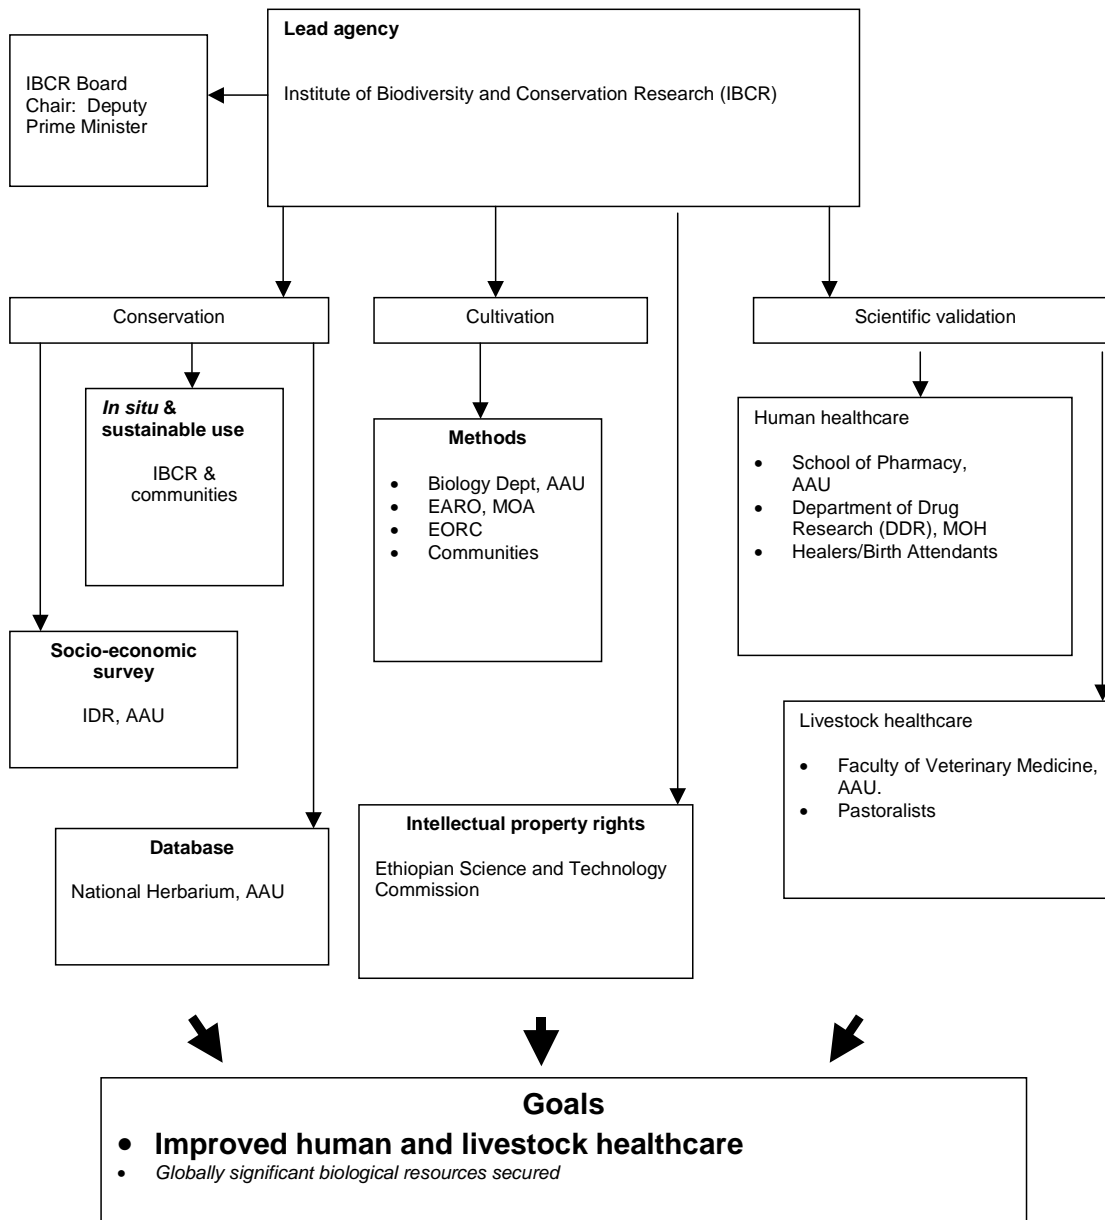 Lead agency
Institute of Biodiversity and Conservation Research (IBCR)
IBCR Board
Chair:  Deputy
Prime Minister
Conservation
Cultivation
Scientific validation
In situ &
sustainable use
IBCR &
communities
Methods
• Biology Dept, AAU
• EARO, MOA
• EORC
• Communities
Human healthcare
• School of Pharmacy,
AAU
• Department of Drug
Research (DDR), MOH
• Healers/Birth Attendants
Socio-economic
survey
IDR, AAU
Livestock healthcare
• Faculty of Veterinary Medicine,
AAU.
• Pastoralists
Database
National Herbarium, AAU
Intellectual property rights
Ethiopian Science and Technology
Commission
Goals
• Improved human and livestock healthcare
• Globally significant biological resources secured